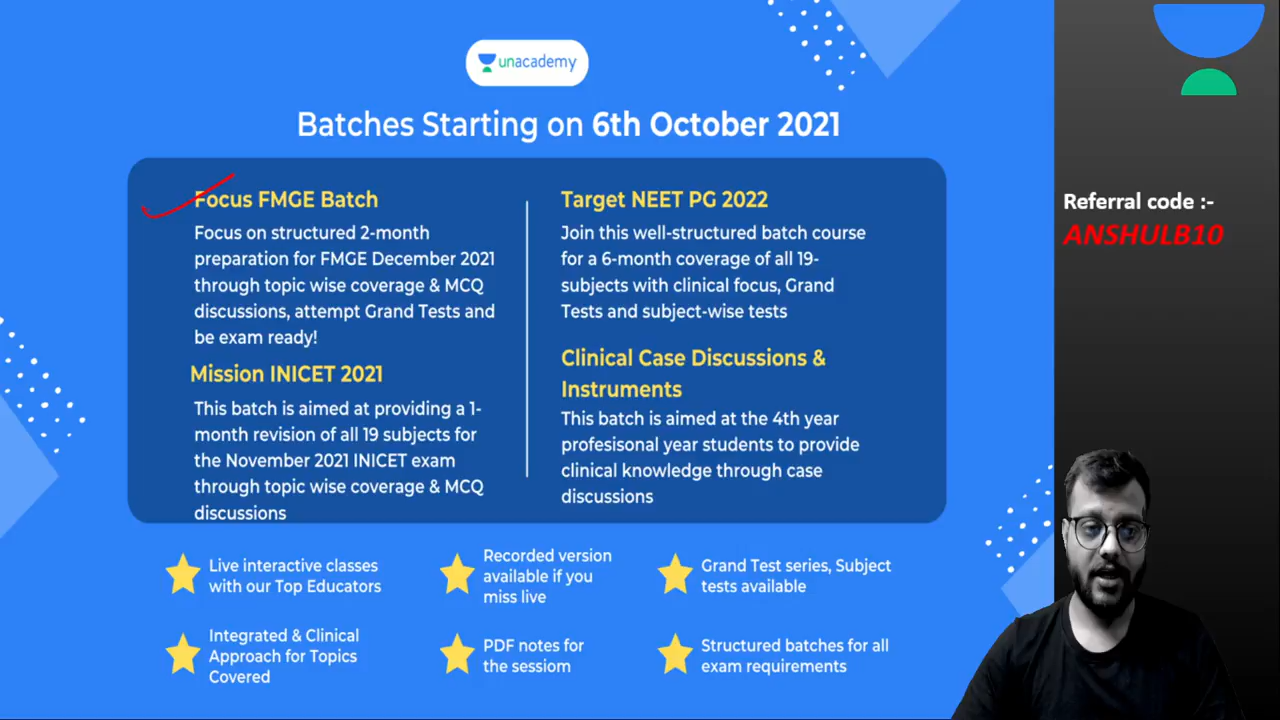 unacademy
Batches Starting on 6th October 2021
Focus FMGE Batch
Focus on structured 2-month
preparation for FMGE December 2021
through topic wise coverage & MCQ
discussions, attempt Grand Tests and
be exam ready!
Mission INICET 2021
This batch is aimed at providing a 1-
month revision of all 19 subjects for
the November 2021 INICET exam
through topic wise coverage & MCQ
discussions
Target NEET PG 2022
Join this well-structured batch course
for a 6-month coverage of all 19-
subjects with clinical focus, Grand
Tests and subject-wise tests
Clinical Case Discussions &
Instruments
This batch is aimed at the 4th year
profesisonal year students to provide
clinical knowledge through case
discussions
Live interactive classes
with our Top Educators
Recorded version
available if you
miss live
Grand Test series, Subject
tests available
Integrated & Clinical
Approach for Topics
Covered
PDF notes for
the sessiom
Structured batches for all
exam requirements
Referral code :-
ANSHULB10